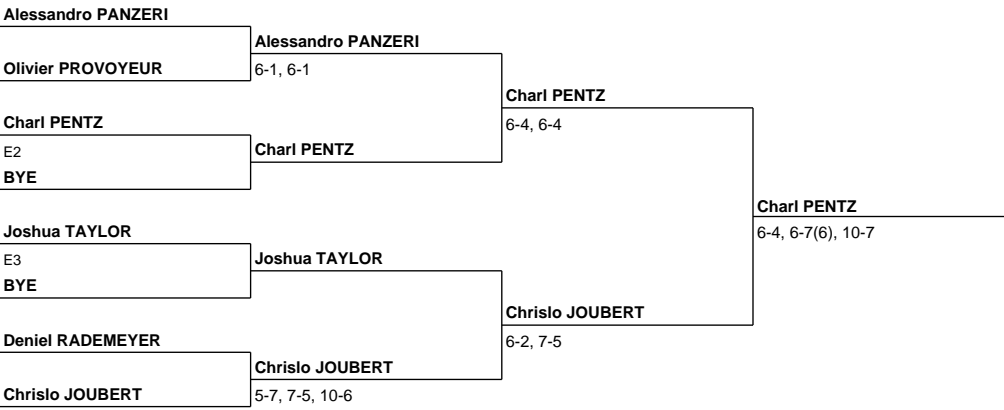 Alessandro PANZERI
Alessandro PANZERI
Olivier PROVOYEUR
6-1, 6-1
Charl PENTZ
Charl PENTZ
6-4, 6-4
E2
Charl PENTZ
BYE
Charl PENTZ
Joshua TAYLOR
6-4, 6-7(6), 10-7
E3
Joshua TAYLOR
BYE
Chrislo JOUBERT
Deniel RADEMEYER
6-2, 7-5
Chrislo JOUBERT
Chrislo JOUBERT
5-7, 7-5, 10-6